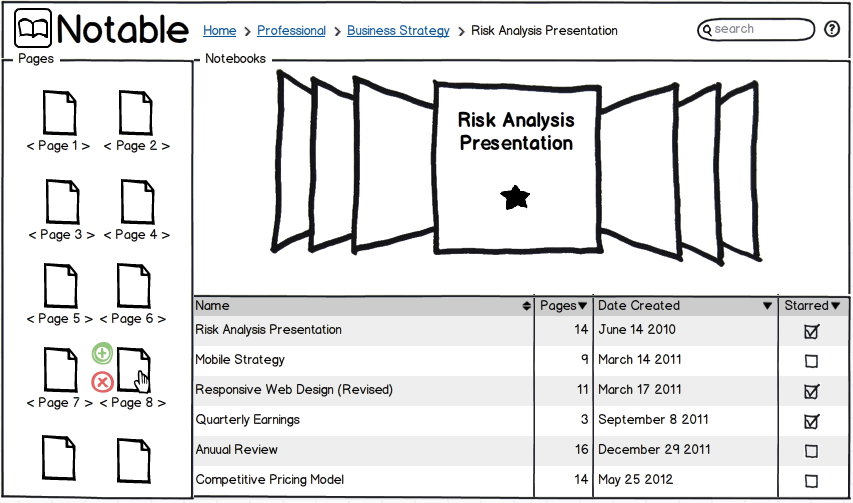 Notable
Home > Professional > Business Strategy > Risk Analysis Presentation
search
?
Pages
Notebooks
< Page 1 > < Page 2 >
< Page 3 > < Page 4 >
< Page 5 > < Page 6 >
< Page 7 > < Page 8 >
Risk Analysis
Presentation
Name Pages Date Created Starred
Risk Analysis Presentation 14 June 14 2010
Mobile Strategy 9 March 14 2011
Responsive Web Design (Revised) 11 March 17 2011
Quarterly Earnings 3 September 8 2011
Anuual Review 16 December 29 2011
Competitive Pricing Model 14 May 25 2012